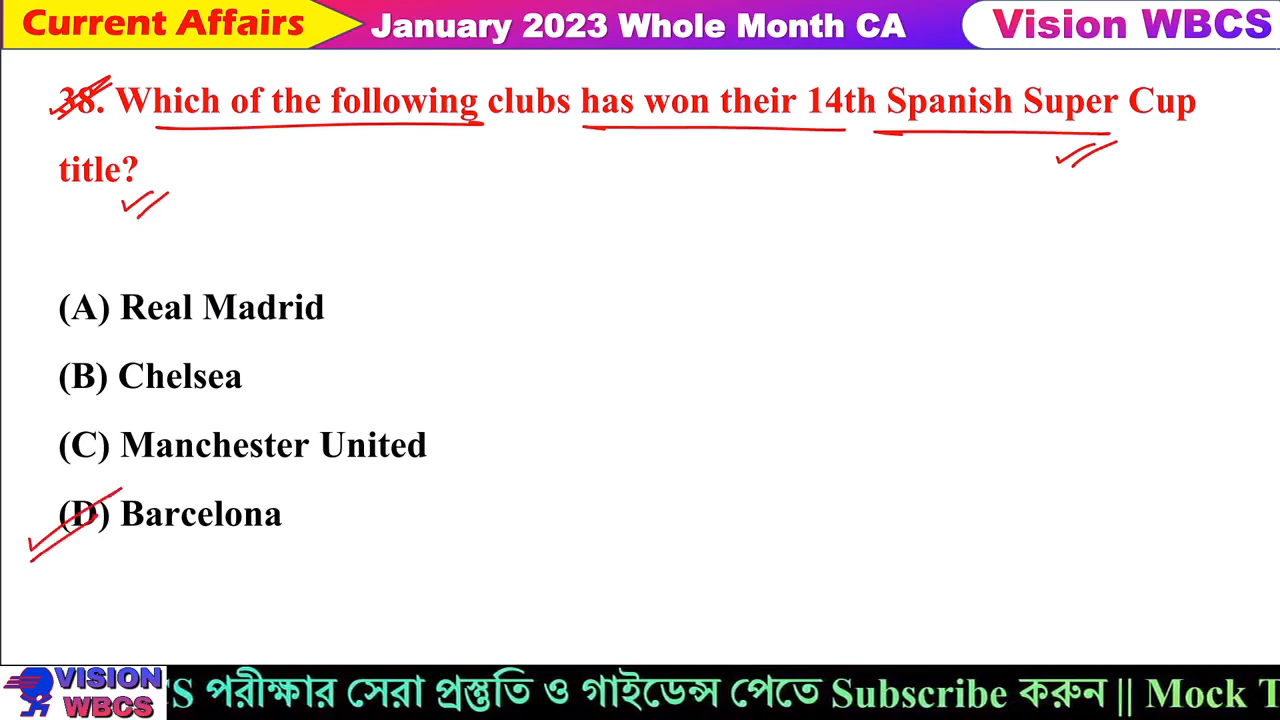 Current Affairs
January 2023 Whole Month CA
Vision WBCS
38. Which of the following clubs has won their 14th Spanish Super Cup
title?
(A) Real Madrid
(B) Chelsea
(C) Manchester United
(D) Barcelona
VISION
WBCS
CS পরীক্ষার সেরা প্রস্তুতি ও গাইডেন্স পেতে Subscribe করুন || Mock T